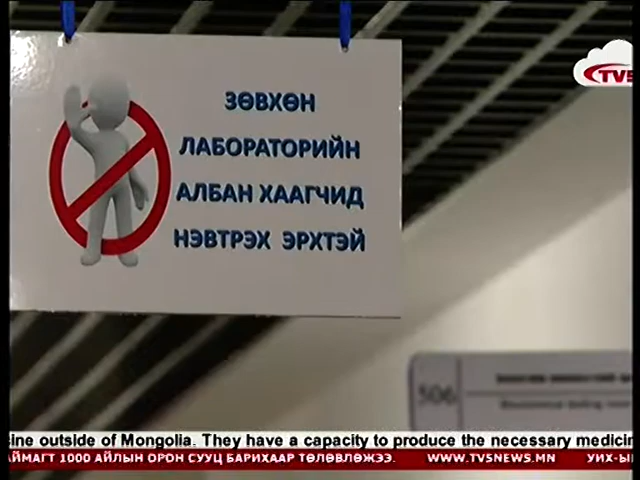 TV5
ЗӨВХӨН
ЛАБОРАТОРИЙН
АЛБАН ХААГЧИД
НЭВТРЭХ ЭРХТЭЙ
506
cine outside of Mongolia. They have a capacity to produce the necessary medicin
АЙМАГТ 1000 АЙЛЫН ОРОН СУУЦ БАРИХААР ТӨЛӨВЛӨЖЭЭ. WWW.TV5NEWS.MN УИХ-Ы